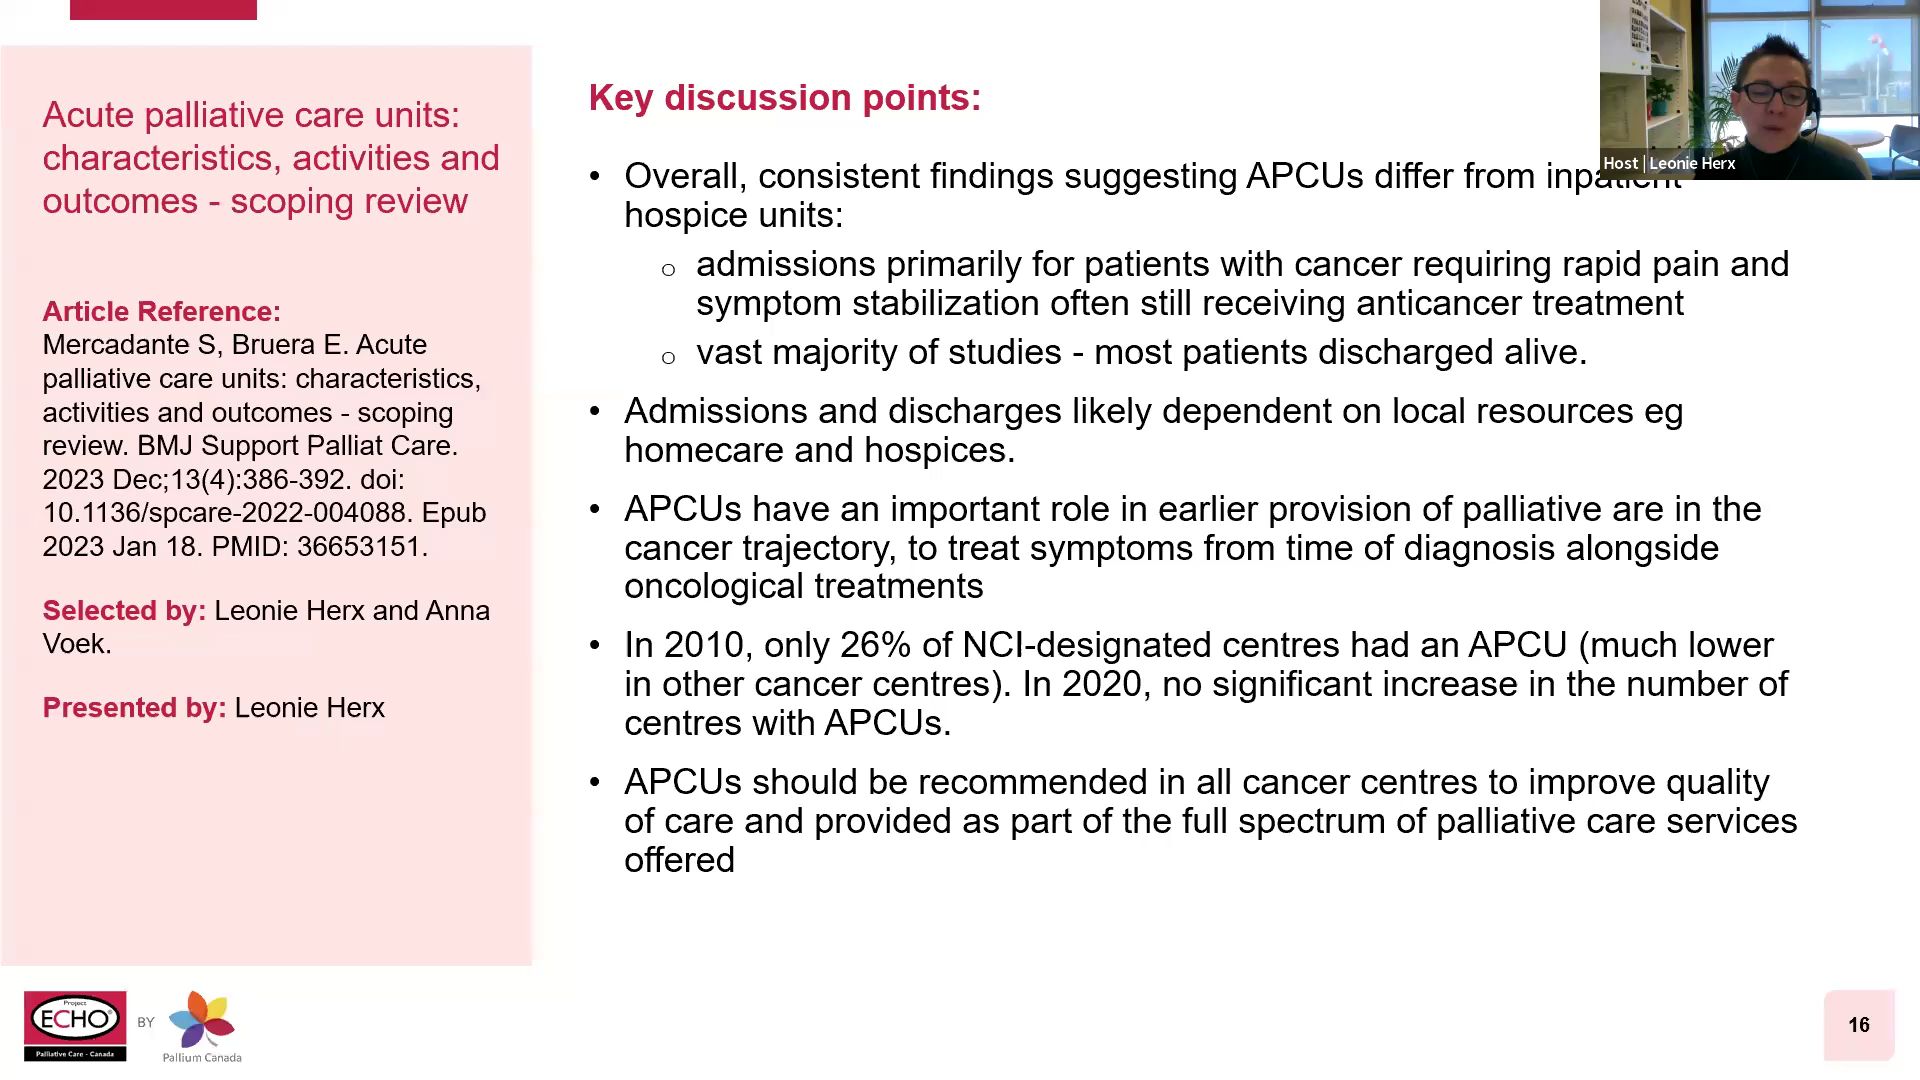 Acute palliative care units:
characteristics, activities and
outcomes - scoping review
Article Reference:
Mercadante S, Bruera E. Acute
palliative care units: characteristics,
activities and outcomes - scoping
review. BMJ Support Palliat Care.
2023 Dec;13(4):386-392. doi:
10.1136/spcare-2022-004088. Epub
2023 Jan 18. PMID: 36653151.
Selected by: Leonie Herx and Anna
Voek.
Presented by: Leonie Herx
Key discussion points:
• Overall, consistent findings suggesting APCUs differ from inpatient
hospice units:
o admissions primarily for patients with cancer requiring rapid pain and
symptom stabilization often still receiving anticancer treatment
o vast majority of studies - most patients discharged alive.
• Admissions and discharges likely dependent on local resources eg
homecare and hospices.
• APCUs have an important role in earlier provision of palliative are in the
cancer trajectory, to treat symptoms from time of diagnosis alongside
oncological treatments
• In 2010, only 26% of NCI-designated centres had an APCU (much lower
in other cancer centres). In 2020, no significant increase in the number of
centres with APCUs.
• APCUs should be recommended in all cancer centres to improve quality
of care and provided as part of the full spectrum of palliative care services
offered
Host | Leonie Herx
Project
ECHO®
Palliative Care - Canada
BY
Pallium Canada
16